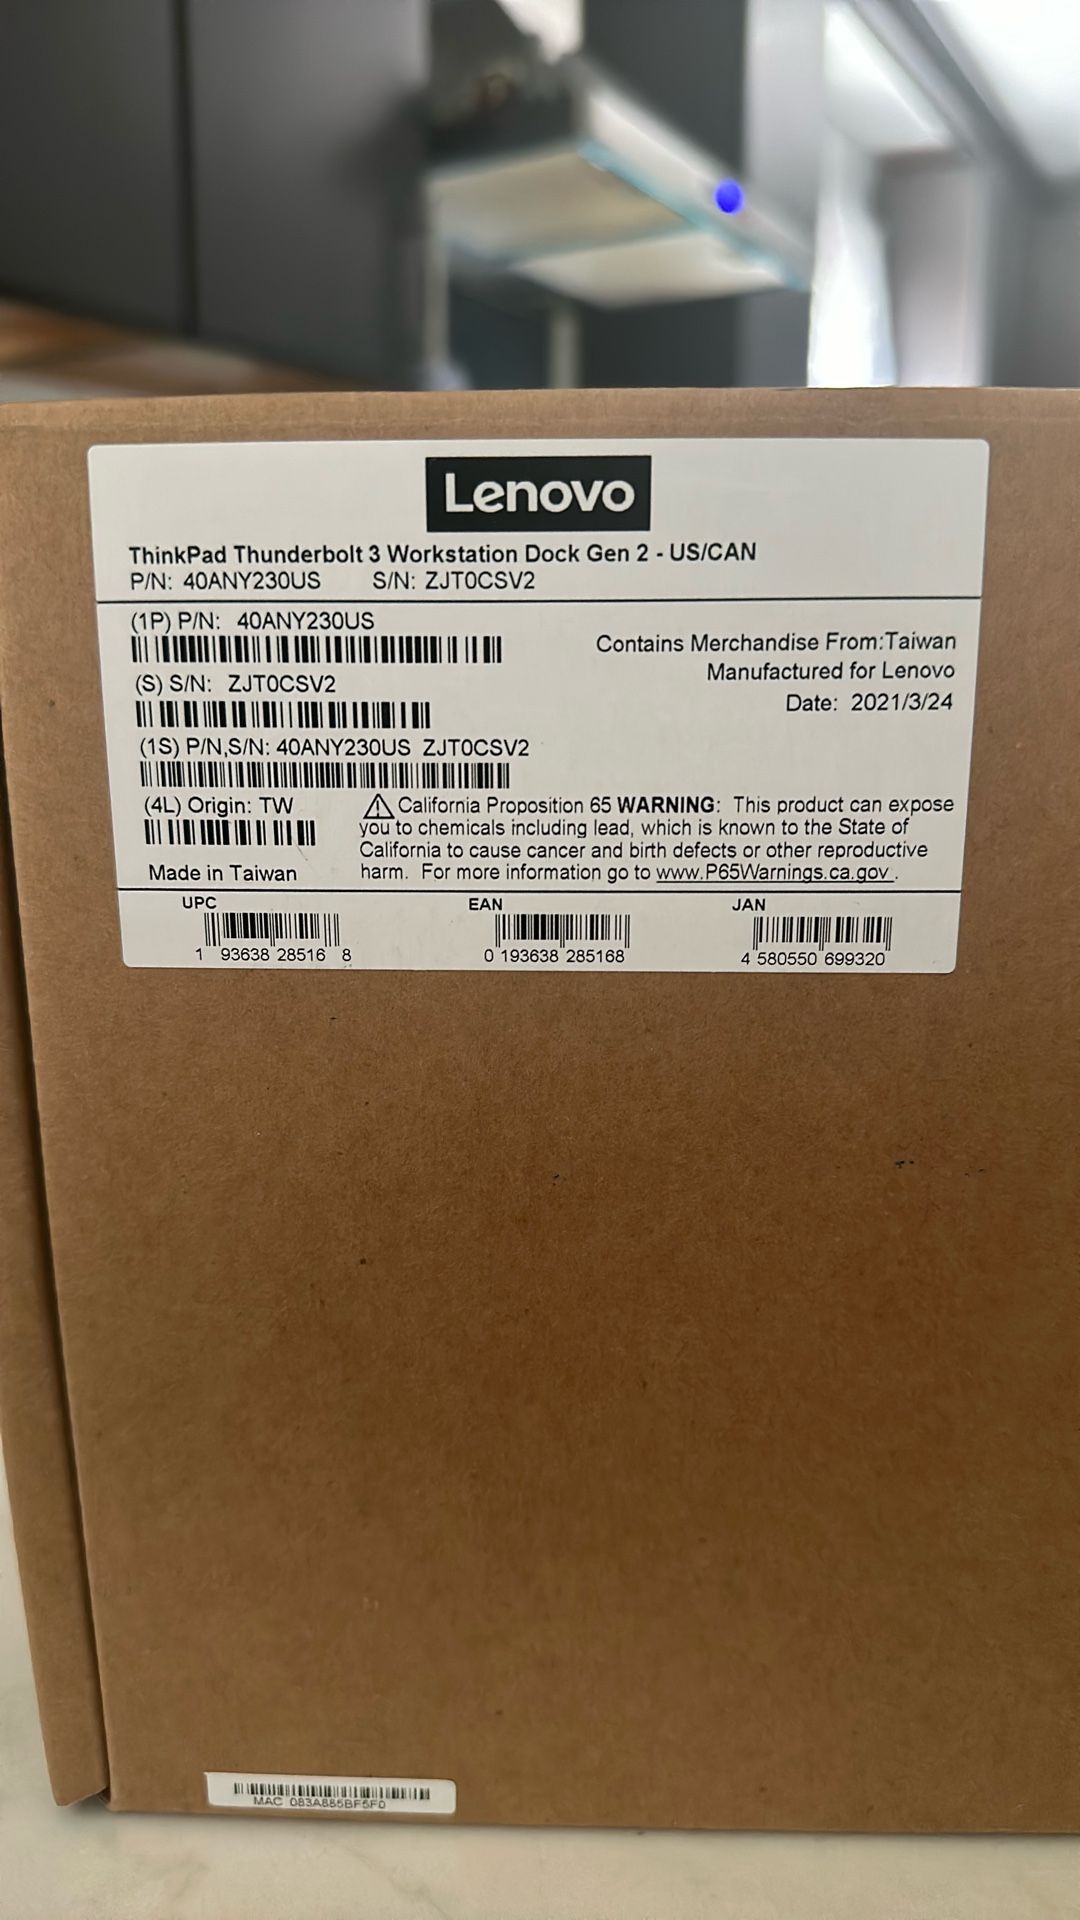 Lenovo
ThinkPad Thunderbolt 3 Workstation Dock Gen 2 - US/CAN
P/N: 40ANY230US S/N: ZJT0CSV2
(1P) P/N: 40ANY230US
Contains Merchandise From:Taiwan
Manufactured for Lenovo
(S) S/N: ZJT0CSV2
Date: 2021/3/24
(1S) P/N,S/N: 40ANY230US ZJT0CSV2
(4L) Origin: TW
Made in Taiwan
⚠ California Proposition 65 WARNING: This product can expose
you to chemicals including lead, which is known to the State of
California to cause cancer and birth defects or other reproductive
harm. For more information go to www.P65Warnings.ca.gov.
UPC
1 93638 28516 8
EAN
0 193638 285168
JAN
4 580550 699320
MAC 083A885BF5F0